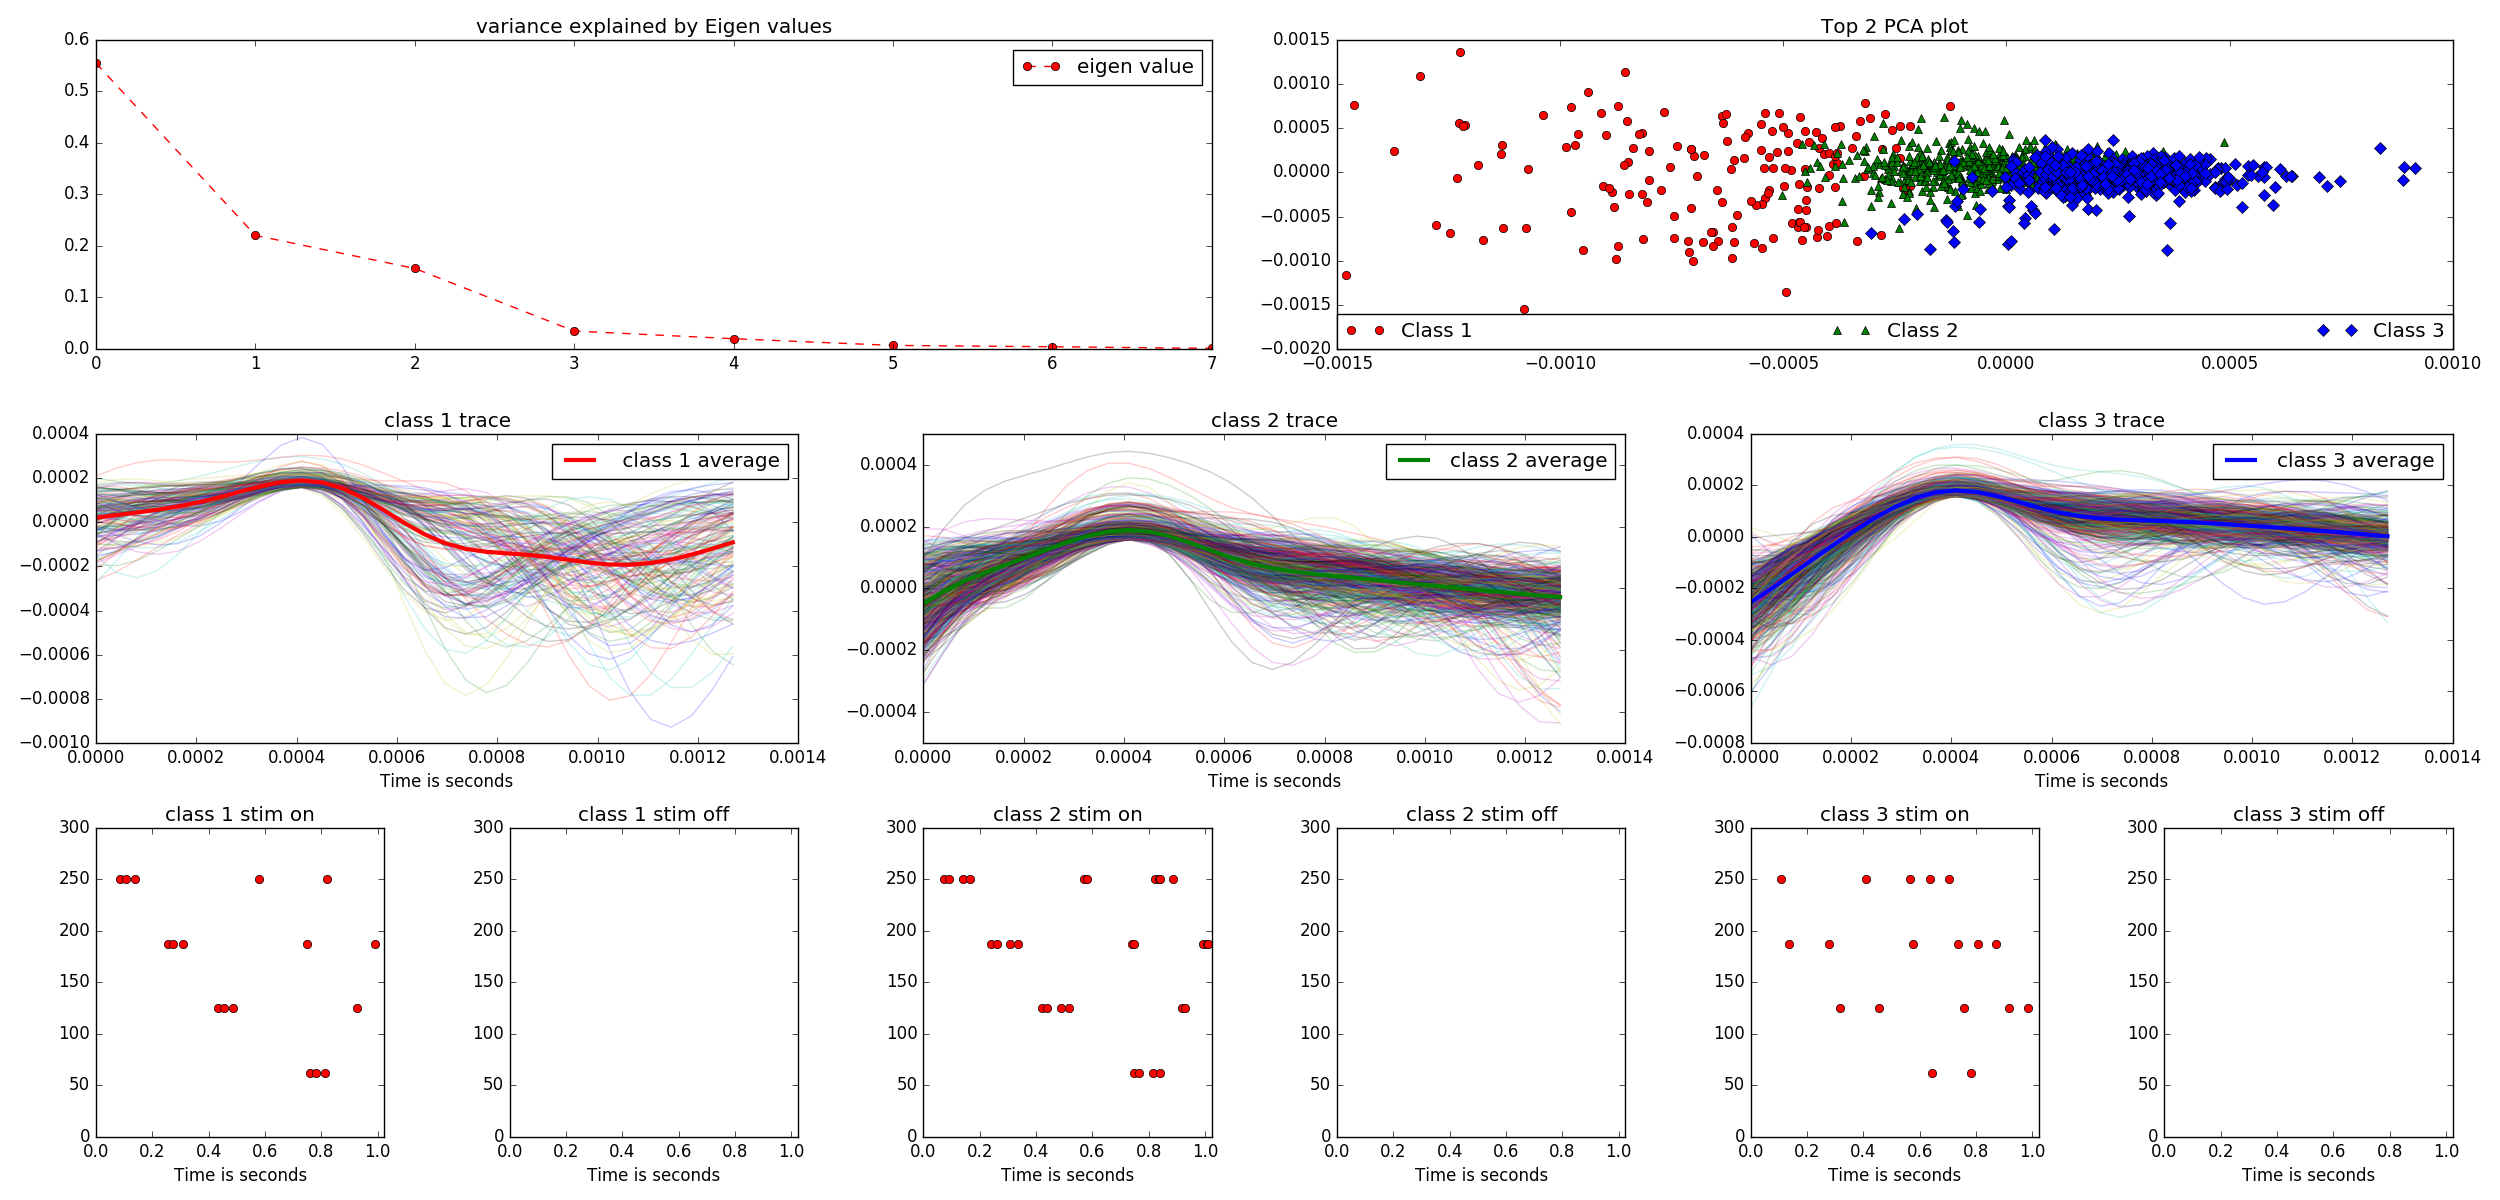 variance explained by Eigen values
0.6
0.5
0.4
0.3
0.2
0.1
0.0
0 1 2 3 4 5 6 7
eigen value
Top 2 PCA plot
0.0015
0.0010
0.0005
0.0000
−0.0005
−0.0010
−0.0015
−0.0020
−0.0015 −0.0010 −0.0005 0.0000 0.0005 0.0010
Class 1 Class 2 Class 3
class 1 trace
0.0004
0.0002
0.0000
−0.0002
−0.0004
−0.0006
−0.0008
−0.0010
0.0000 0.0002 0.0004 0.0006 0.0008 0.0010 0.0012 0.0014
Time is seconds
class 1 average
class 2 trace
0.0004
0.0002
0.0000
−0.0002
−0.0004
0.0000 0.0002 0.0004 0.0006 0.0008 0.0010 0.0012 0.0014
Time is seconds
class 2 average
class 3 trace
0.0004
0.0002
0.0000
−0.0002
−0.0004
−0.0006
−0.0008
0.0000 0.0002 0.0004 0.0006 0.0008 0.0010 0.0012 0.0014
Time is seconds
class 3 average
class 1 stim on
300
250
200
150
100
50
0
0.0 0.2 0.4 0.6 0.8 1.0
Time is seconds
class 1 stim off
300
250
200
150
100
50
0
0.0 0.2 0.4 0.6 0.8 1.0
Time is seconds
class 2 stim on
300
250
200
150
100
50
0
0.0 0.2 0.4 0.6 0.8 1.0
Time is seconds
class 2 stim off
300
250
200
150
100
50
0
0.0 0.2 0.4 0.6 0.8 1.0
Time is seconds
class 3 stim on
300
250
200
150
100
50
0
0.0 0.2 0.4 0.6 0.8 1.0
Time is seconds
class 3 stim off
300
250
200
150
100
50
0
0.0 0.2 0.4 0.6 0.8 1.0
Time is seconds